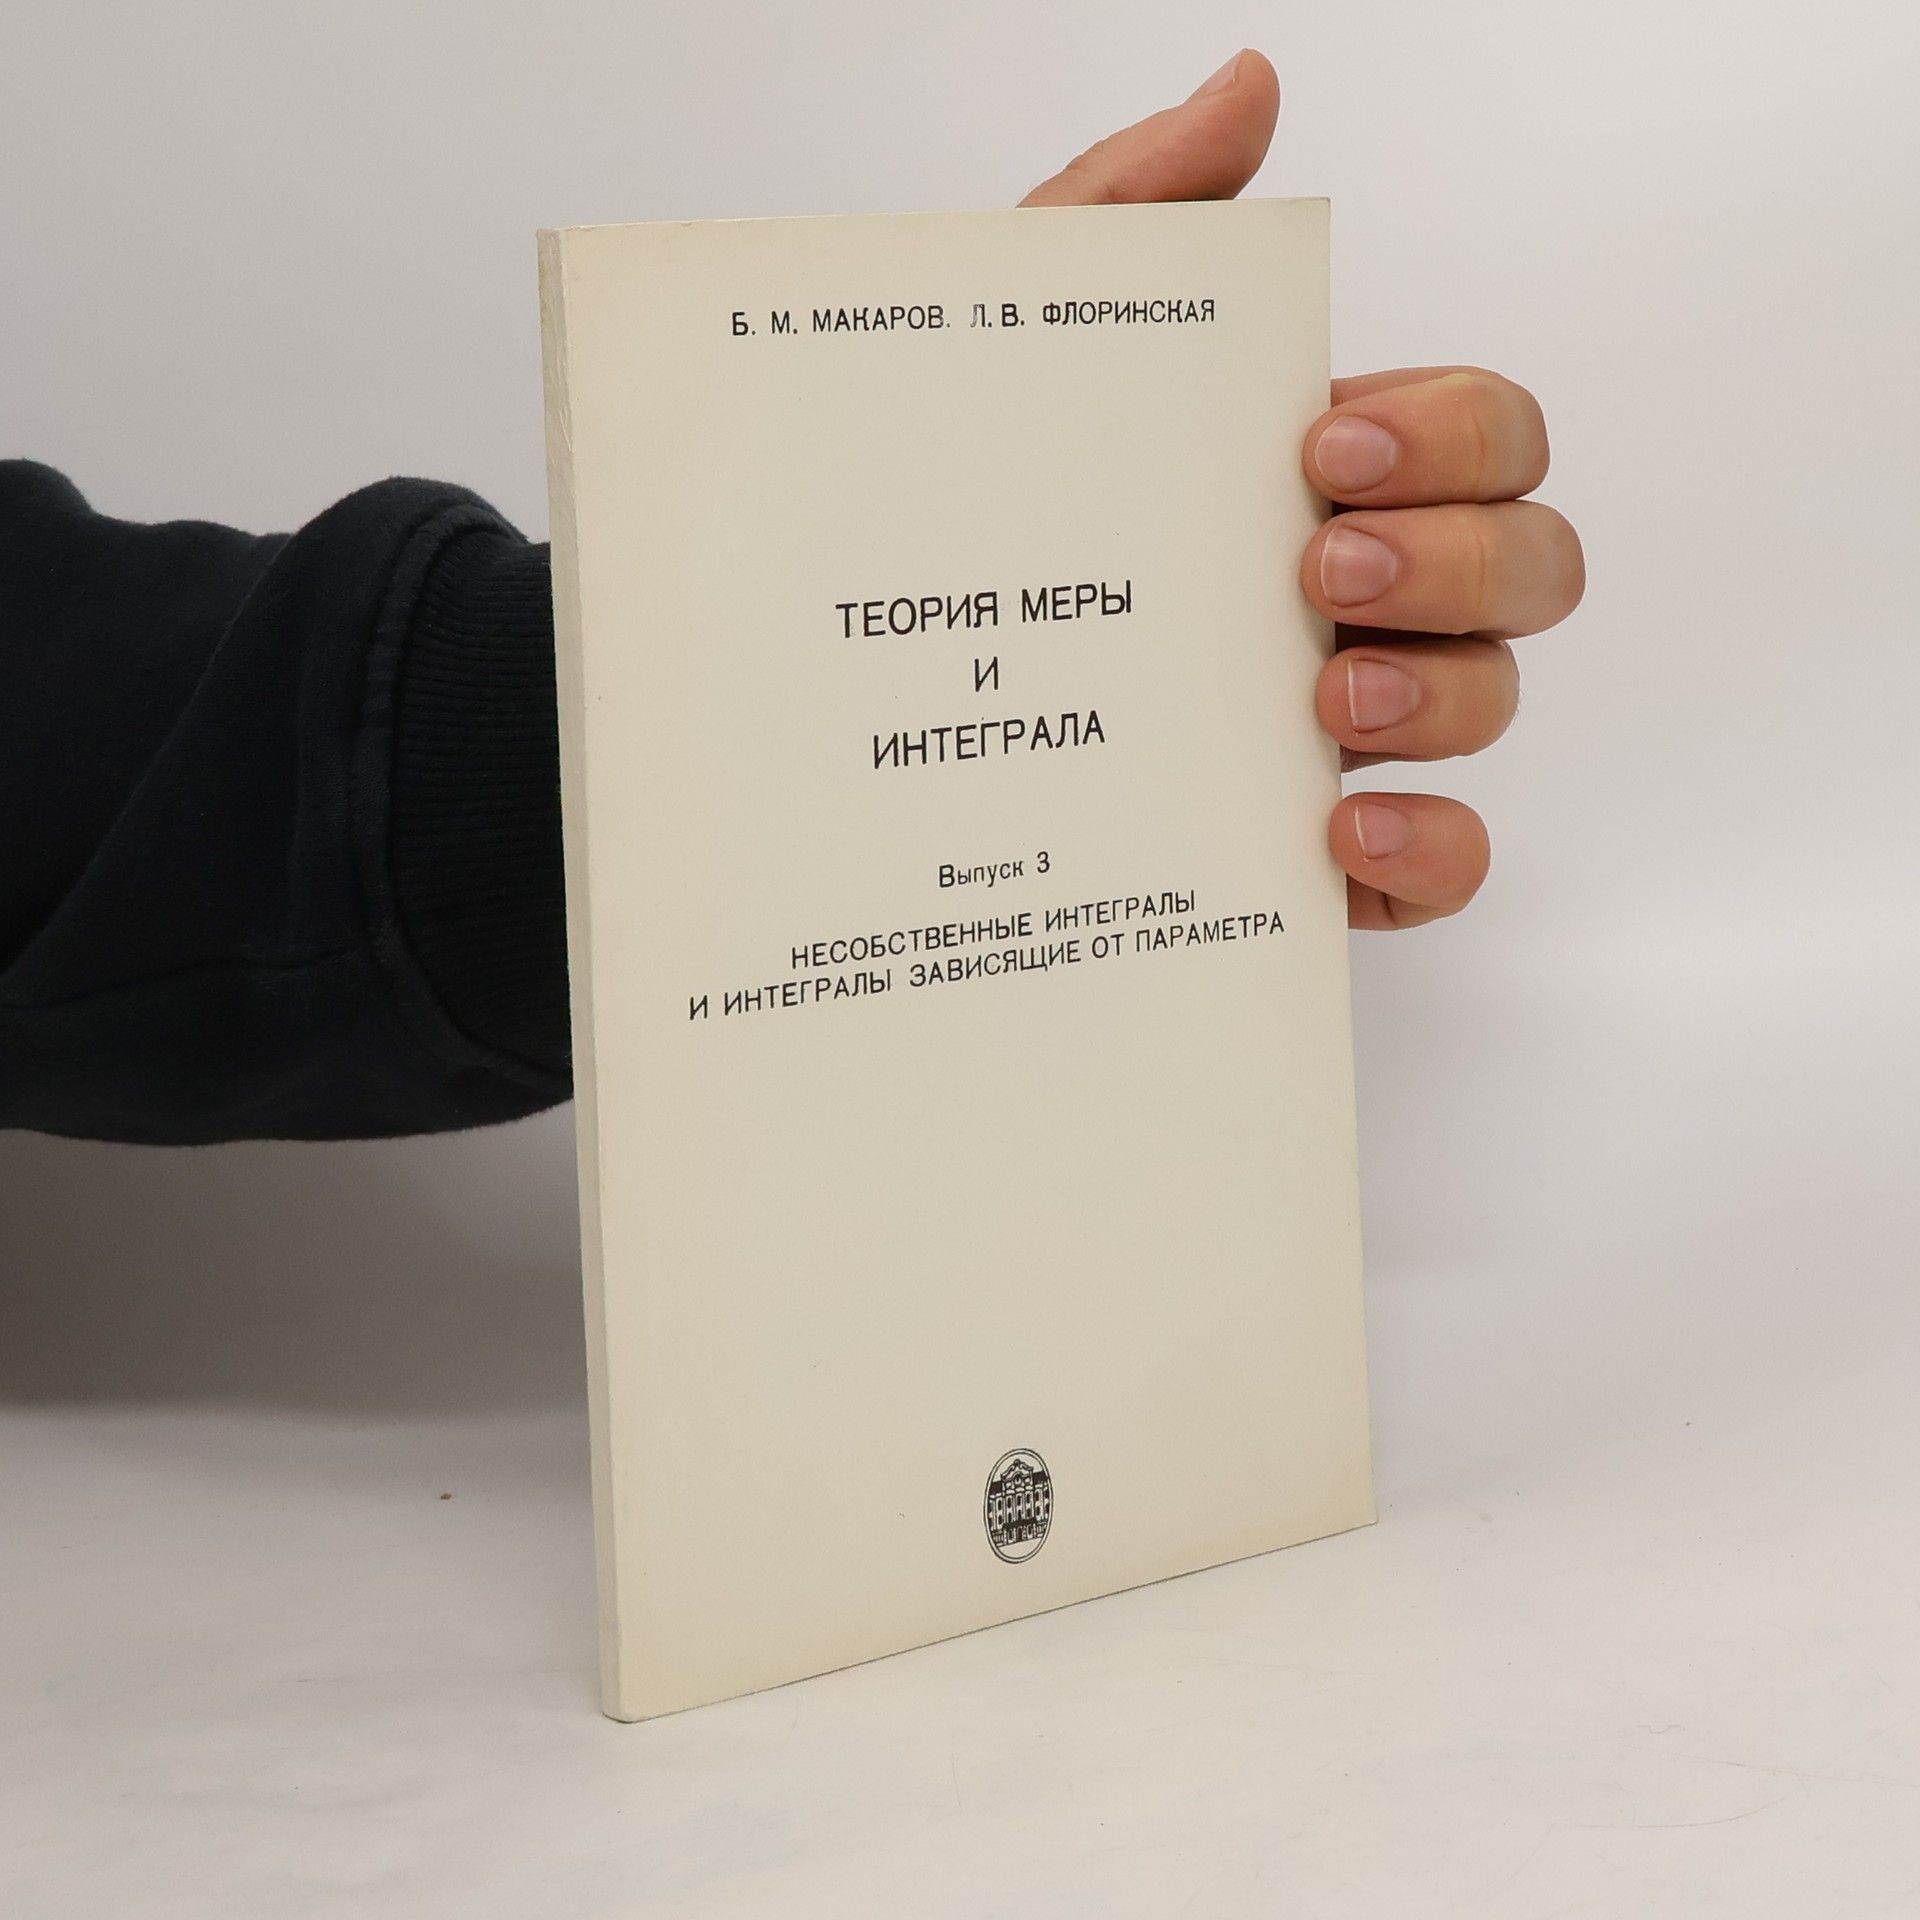 Б. М. МАКАРОВ. Л. В. ФЛОРИНСКАЯ
ТЕОРИЯ МЕРЫ
И
ИНТЕГРАЛА
Выпуск 3
НЕСОБСТВЕННЫЕ ИНТЕГРАЛЫ
И ИНТЕГРАЛЫ ЗАВИСЯЩИЕ ОТ ПАРАМЕТРА